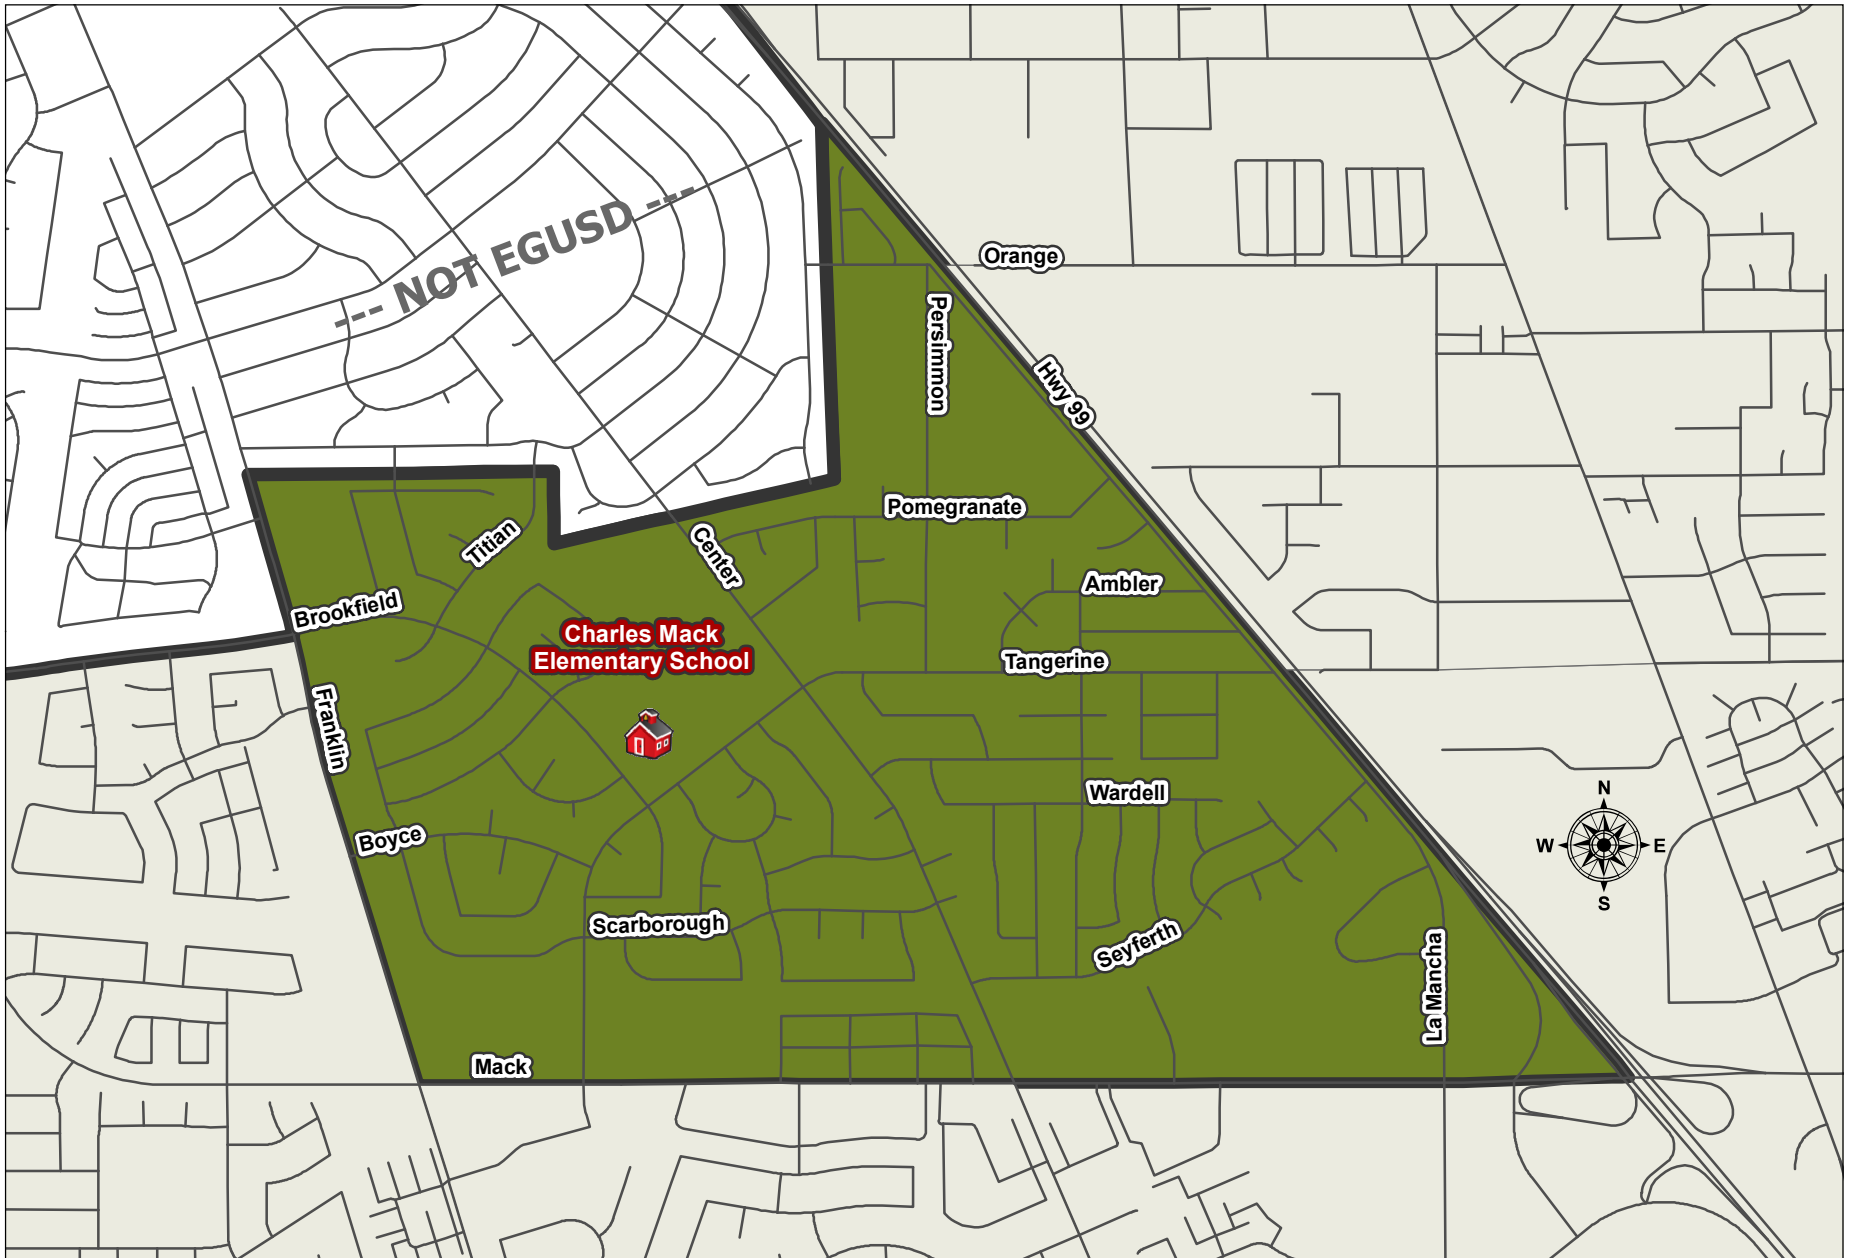 --- NOT EGUSD ---
Orange
Persimmon
Hwy 99
Pomegranate
Titian
Center
Ambler
Brookfield
Charles Mack
Elementary School
Tangerine
Franklin
Wardell
N
W
E
S
Boyce
Scarborough
Seyferth
La Mancha
Mack